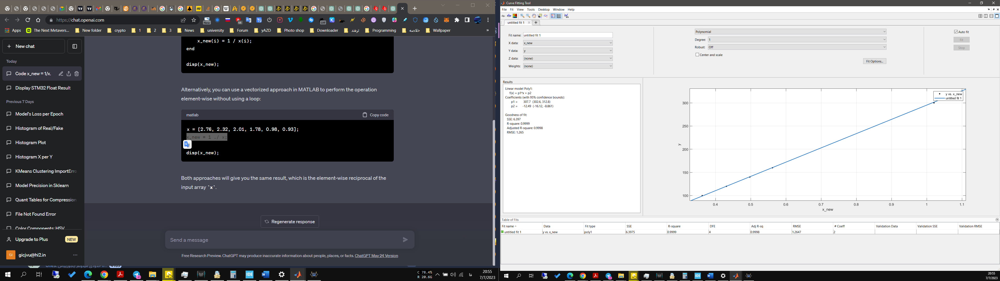 https://chat.openai.com
New
11
Off
Apps
The Next Metavers...
New folder
crypto
1
2
3
News
university
Forum
yAZD
Photo shop
Downloader
ترفند
Programming
خلاصه
Wallpaper
»
New chat
Today
Code x_new = 1/x.
Display STM32 Float Result
Previous 7 Days
Model's Loss per Epoch
Histogram of Real/Fake
Histogram Plot
Histogram X per Y
KMeans Clustering ImportErro
Model Precision in Sklearn
Quant Tables for Compression
File Not Found Error
Color Components: HSV
Upgrade to Plus
NEW
GI
gicjvu@hi2.in
x_new(i) = 1 / x(i);
end
disp(x_new);
Alternatively, you can use a vectorized approach in MATLAB to perform the operation
element-wise without using a loop:
matlab
Copy code
x = [2.76, 2.32, 2.01, 1.78, 0.98, 0.93];
x_new = 1 ./ x;
disp(x_new);
Both approaches will give you the same result, which is the element-wise reciprocal of the
input array `x`.
Regenerate response
Send a message
Free Research Preview. ChatGPT may produce inaccurate information about people, places, or facts. ChatGPT May 24 Version
IDE
C 78.4%
R 20.6G
فا
20:55
7/7/2023
Curve Fitting Tool
File Fit View Tools Desktop Window Help
untitled fit 1
Fit name: untitled fit 1
X data: x_new
Y data: y
Z data: (none)
Weights: (none)
Polynomial
Degree: 1
Robust: Off
Center and scale
Fit Options...
Auto fit
Fit
Stop
Results
Linear model Poly1:
f(x) = p1*x + p2
Coefficients (with 95% confidence bounds):
p1 = 307.7 (302.6, 312.8)
p2 = -12.49 (-16.12, -8.861)
Goodness of fit:
SSE: 6.397
R-square: 0.9999
Adjusted R-square: 0.9998
RMSE: 1.265
y vs. x_new
untitled fit 1
300
250
200
150
100
y
0.4 0.5 0.6 0.7 0.8 0.9 1 1.1
x_new
Table of Fits
Fit name Data Fit type SSE R-square DFE Adj R-sq RMSE # Coeff Validation Data Validation SSE Validation RMSE
untitled fit 1 y vs. x_new poly1 6.3975 0.9999 4 0.9998 1.2647 2
IDE
20:55
7/7/2023